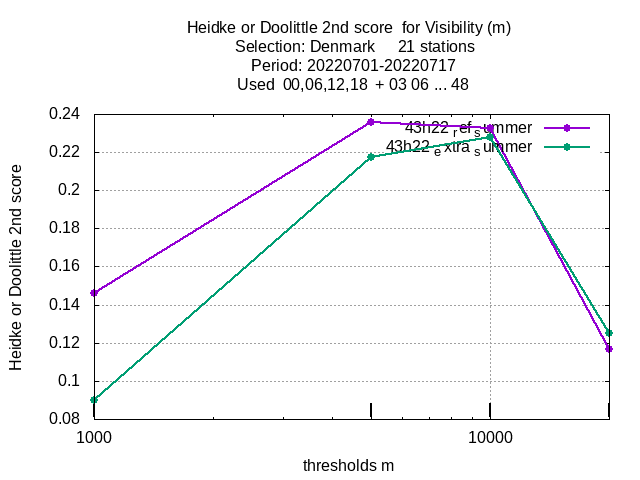 Heidke or Doolittle 2nd score for Visibility (m)
Selection: Denmark 21 stations
Period: 20220701-20220717
Used 00,06,12,18 + 03 06 ... 48
0.24
43h22refsummer
43h22extrasummer
0.22
0.2
0.18
0.16
0.14
0.12
0.1
0.08
Heidke or Doolittle 2nd score
1000
10000
thresholds m